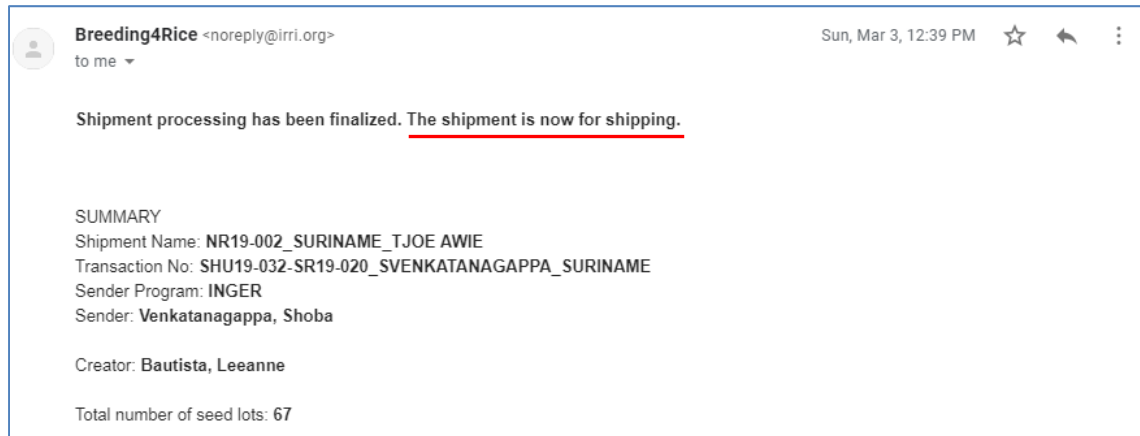 Breeding4Rice <noreply@irri.org>
Sun, Mar 3, 12:39 PM
to me
Shipment processing has been finalized. The shipment is now for shipping.
SUMMARY
Shipment Name: NR19-002_SURINAME_TJOE AWIE
Transaction No: SHU19-032-SR19-020_SVENKATANAGAPPA_SURINAME
Sender Program: INGER
Sender: Venkatanagappa, Shoba
Creator: Bautista, Leeanne
Total number of seed lots: 67